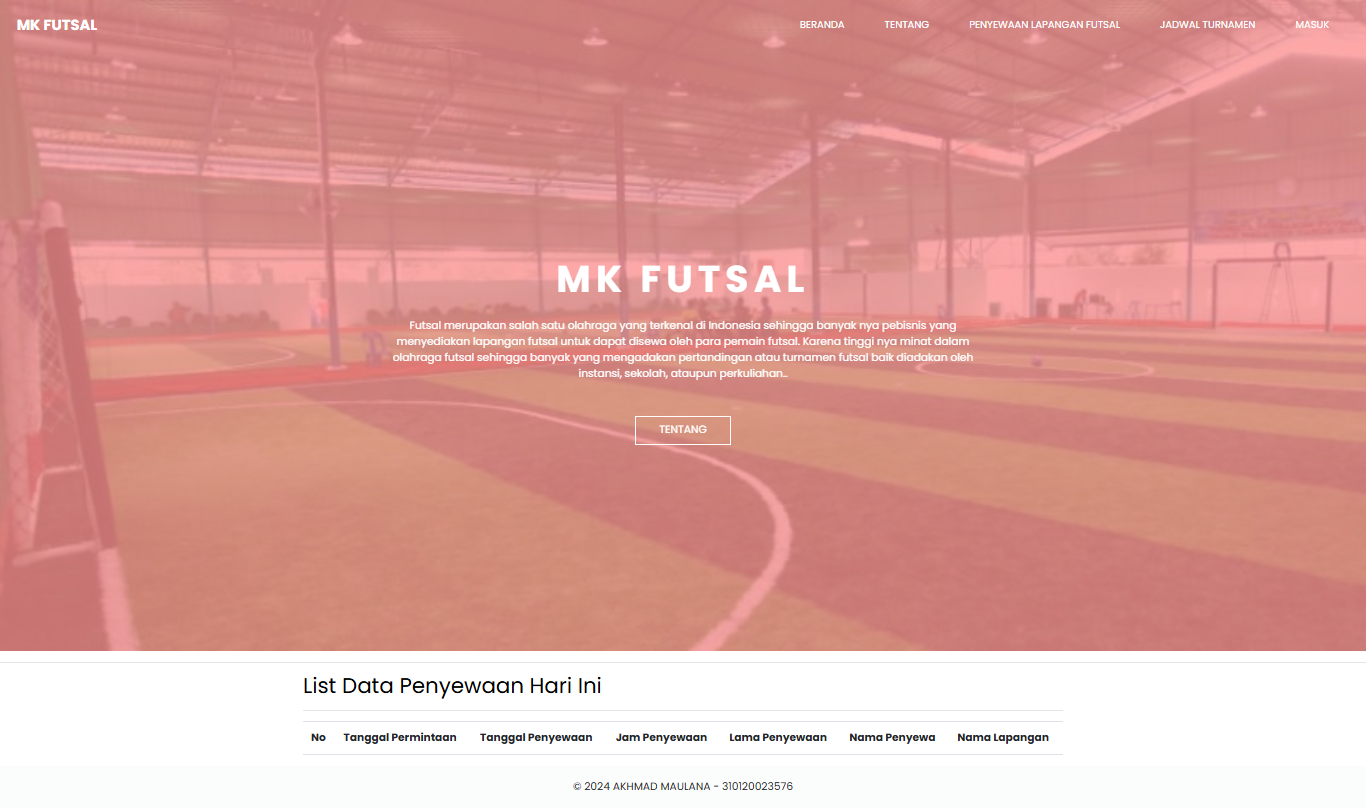 MK FUTSAL
BERANDA TENTANG PENYEWAAN LAPANGAN FUTSAL JADWAL TURNAMEN MASUK
MK FUTSAL
Futsal merupakan salah satu olahraga yang terkenal di Indonesia sehingga banyak nya pebisnis yang
menyediakan lapangan futsal untuk dapat disewa oleh para pemain futsal. Karena tinggi nya minat dalam
olahraga futsal sehingga banyak yang mengadakan pertandingan atau turnamen futsal baik diadakan oleh
instansi, sekolah, ataupun perkuliahan..
TENTANG
List Data Penyewaan Hari Ini
No Tanggal Permintaan Tanggal Penyewaan Jam Penyewaan Lama Penyewaan Nama Penyewa Nama Lapangan
© 2024 AKHMAD MAULANA - 310120023576